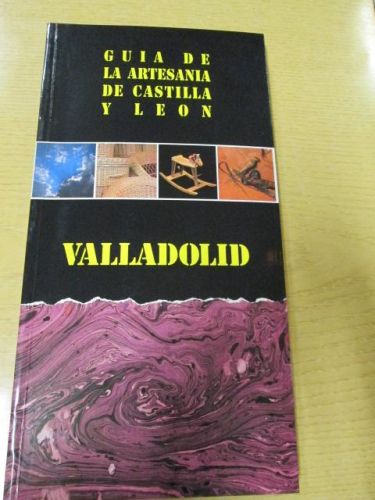 GUIA DE
LA ARTESANIA
DE CASTILLA
Y LEON
VALLADOLID